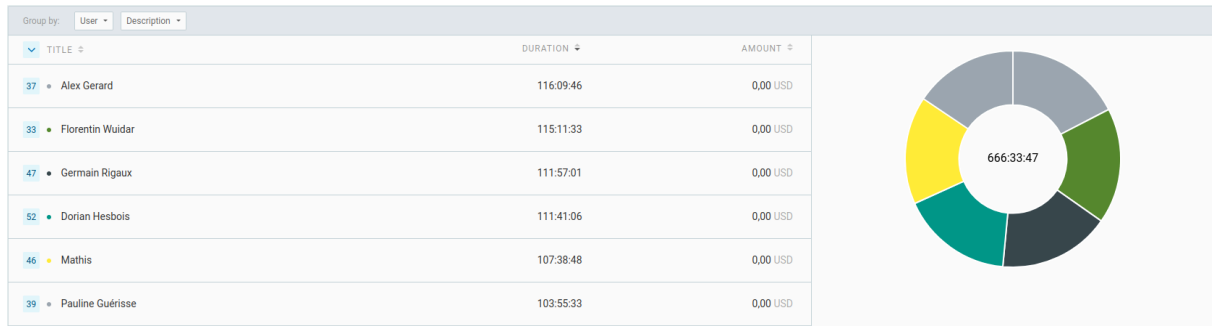 Group by: User Description
TITLE DURATION AMOUNT
37 Alex Gerard 116:09:46 0,00 USD
33 Florentin Wuidar 115:11:33 0,00 USD
47 Germain Rigaux 111:57:01 0,00 USD
52 Dorian Hesbois 111:41:06 0,00 USD
46 Mathis 107:38:48 0,00 USD
39 Pauline Guérisse 103:55:33 0,00 USD
666:33:47